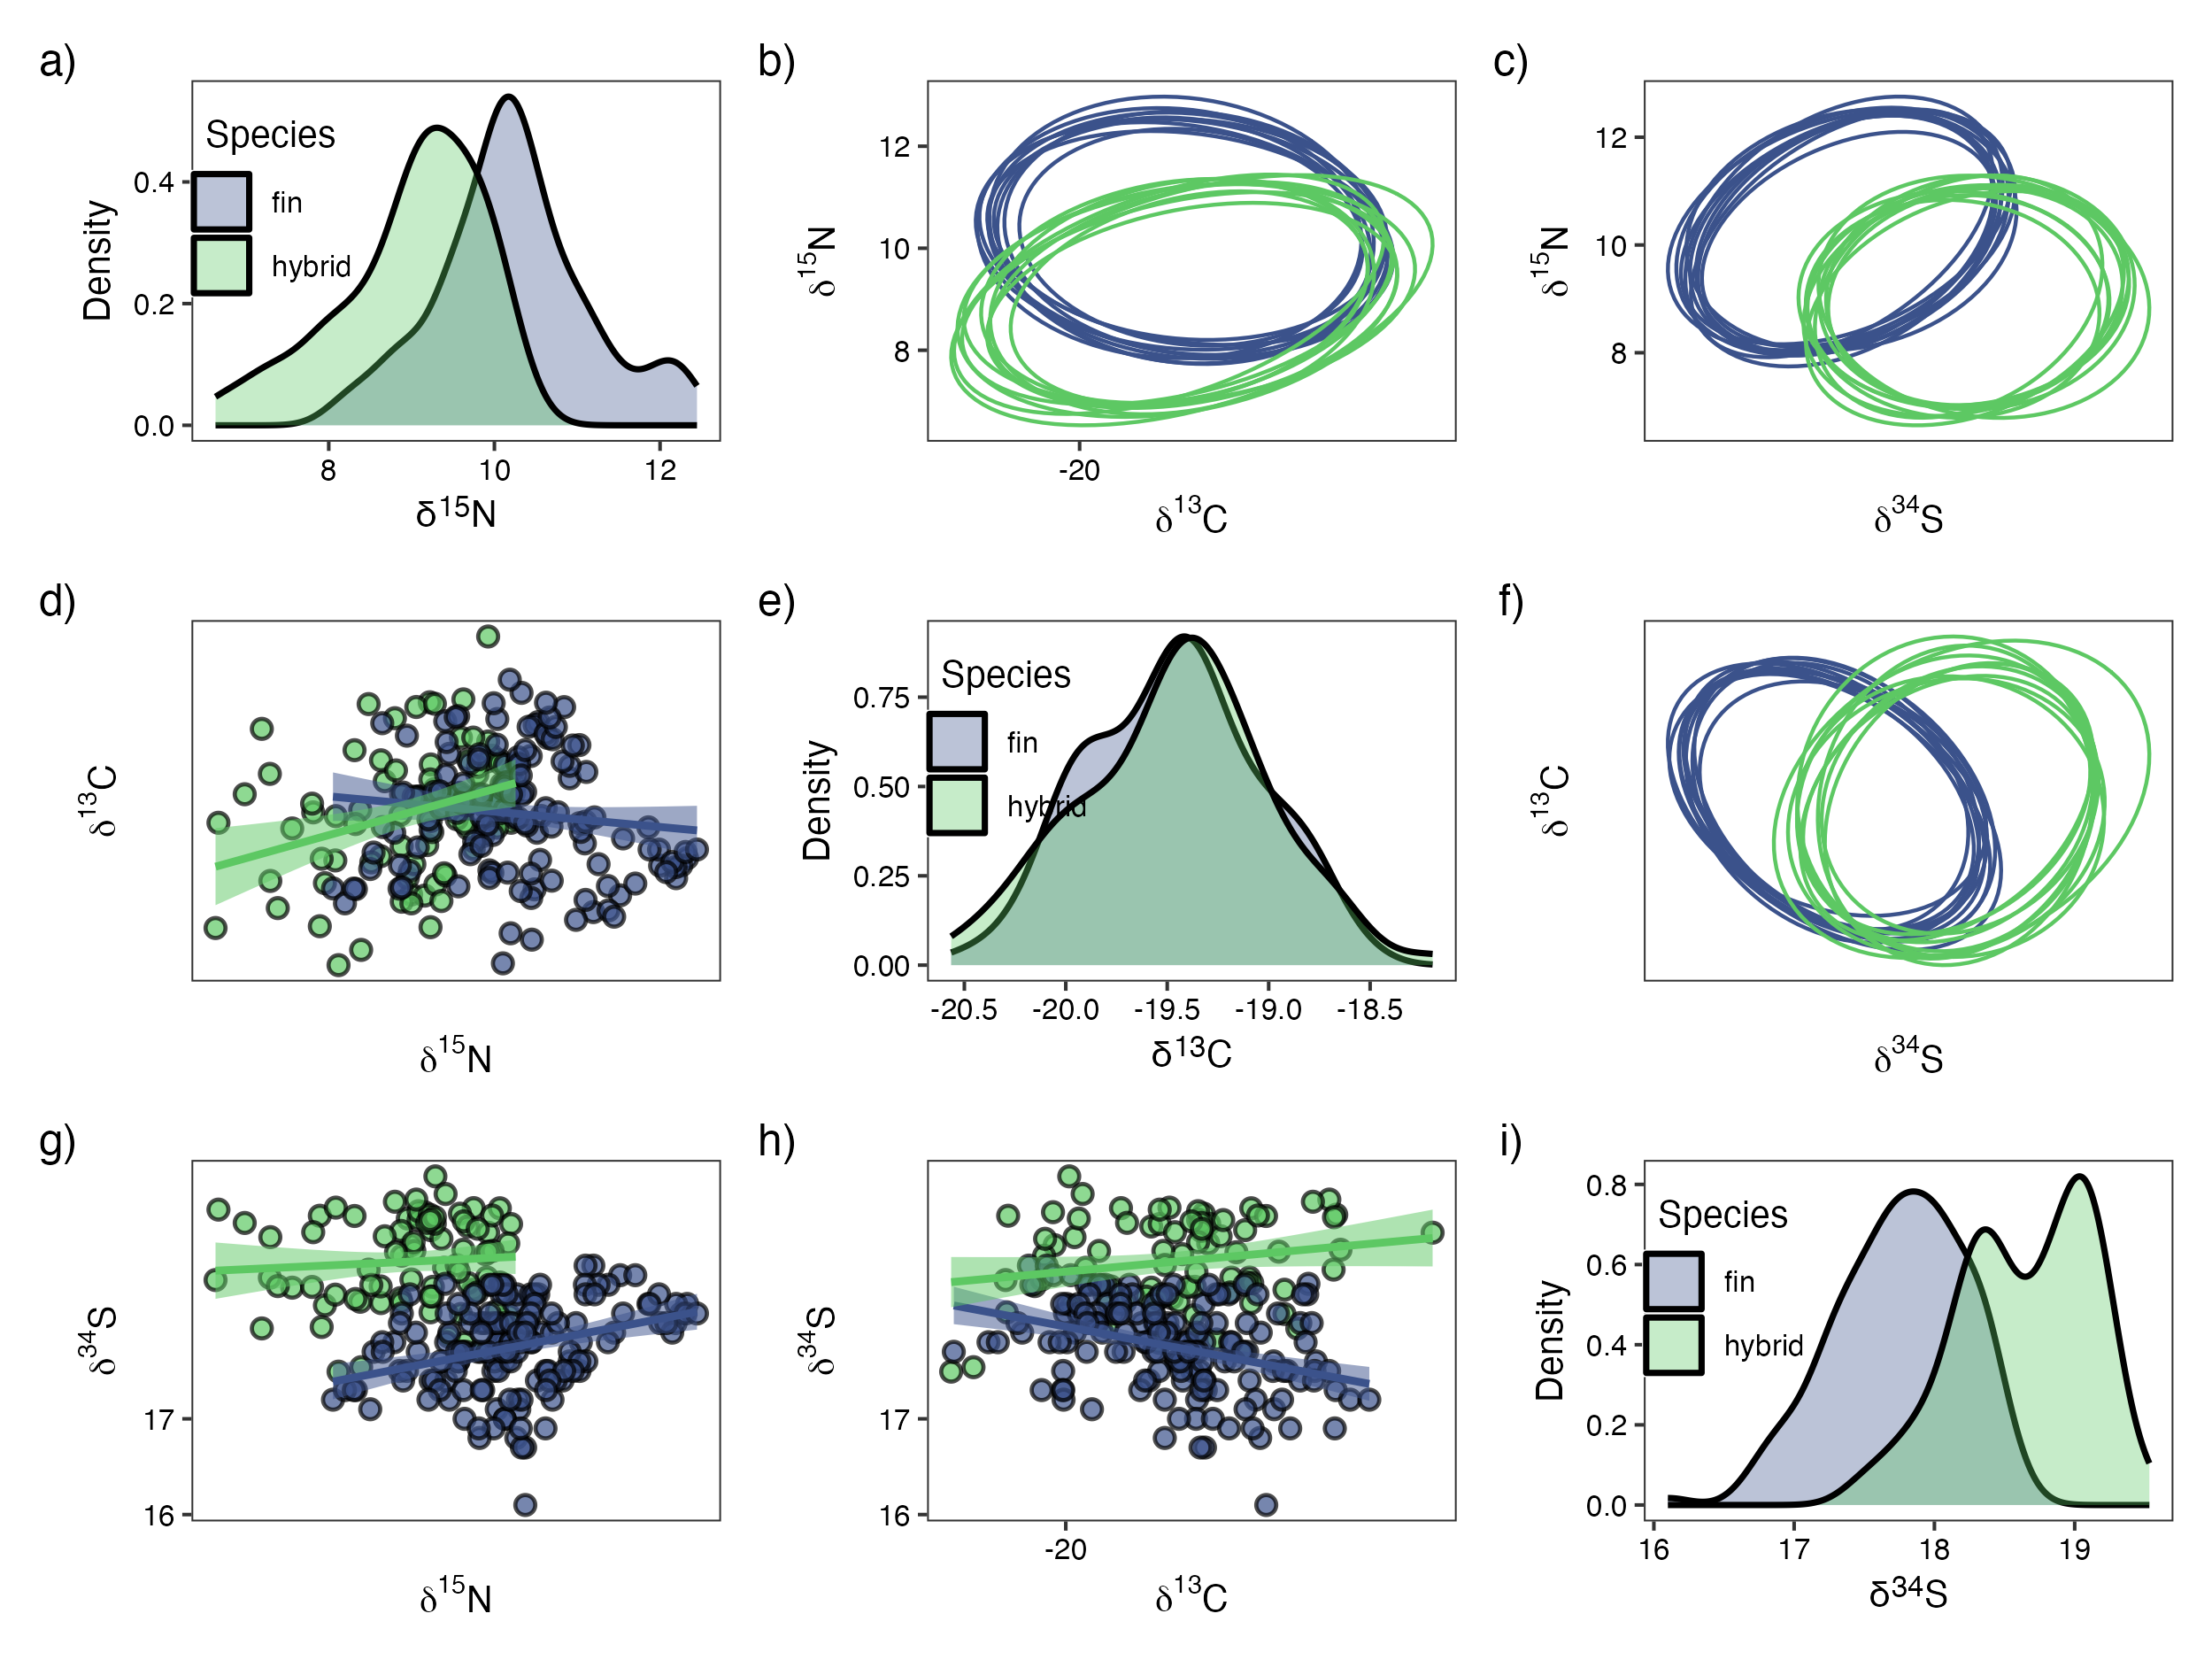 a)
Species
fin
hybrid
Density
0.4
0.2
0.0
8 10 12
δ15N
b)
12
10
8
δ15N
-20
δ13C
c)
12
10
8
δ15N
δ34S
d)
δ13C
δ15N
e)
Species
fin
hybrid
Density
0.75
0.50
0.25
0.00
-20.5 -20.0 -19.5 -19.0 -18.5
δ13C
f)
δ13C
δ34S
g)
δ34S
17
16
δ15N
h)
δ34S
17
16
-20
δ13C
i)
Species
fin
hybrid
Density
0.8
0.6
0.4
0.2
0.0
16 17 18 19
δ34S